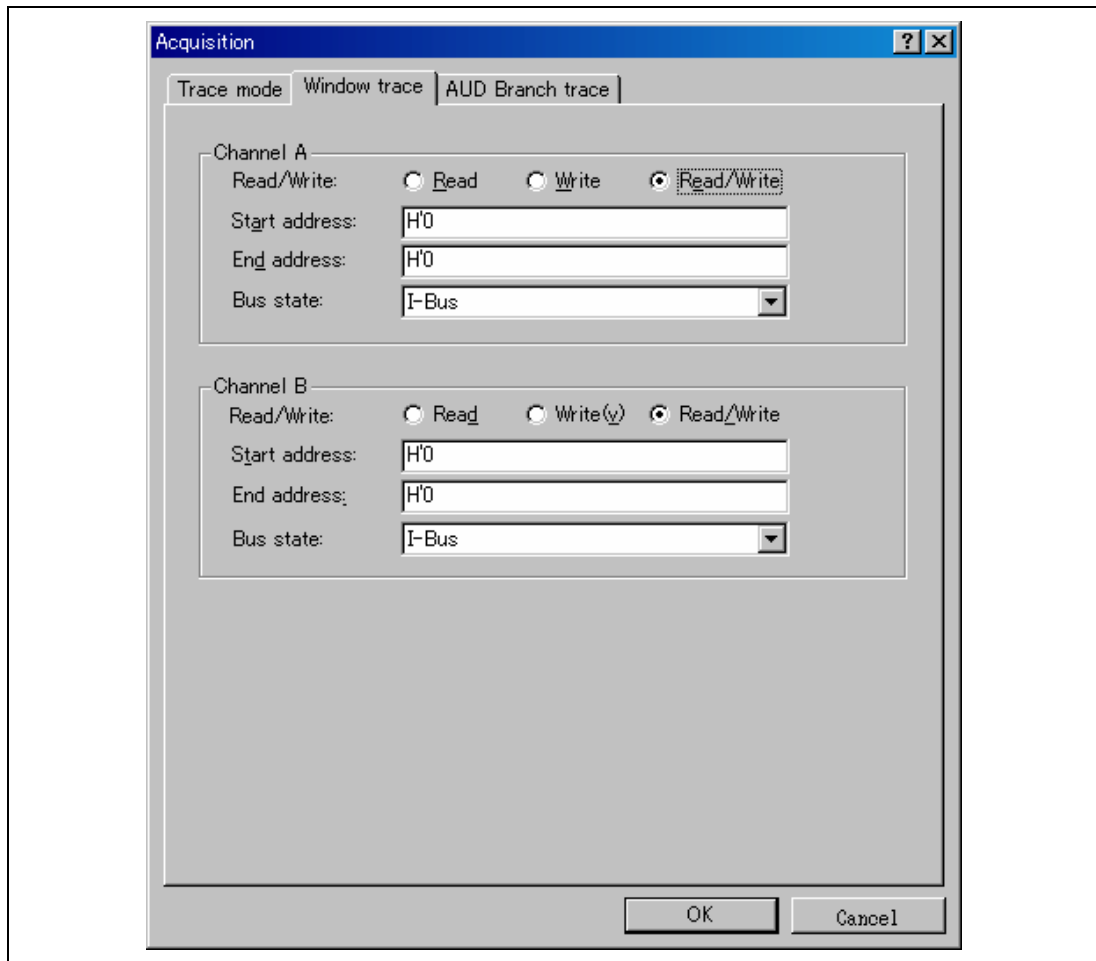 Acquisition
Trace mode Window trace AUD Branch trace
Channel A
Read/Write: Read Write Read/Write
Start address: H'0
End address: H'0
Bus state: I-Bus
Channel B
Read/Write: Read Write(v) Read/Write
Start address: H'0
End address: H'0
Bus state: I-Bus
OK Cancel